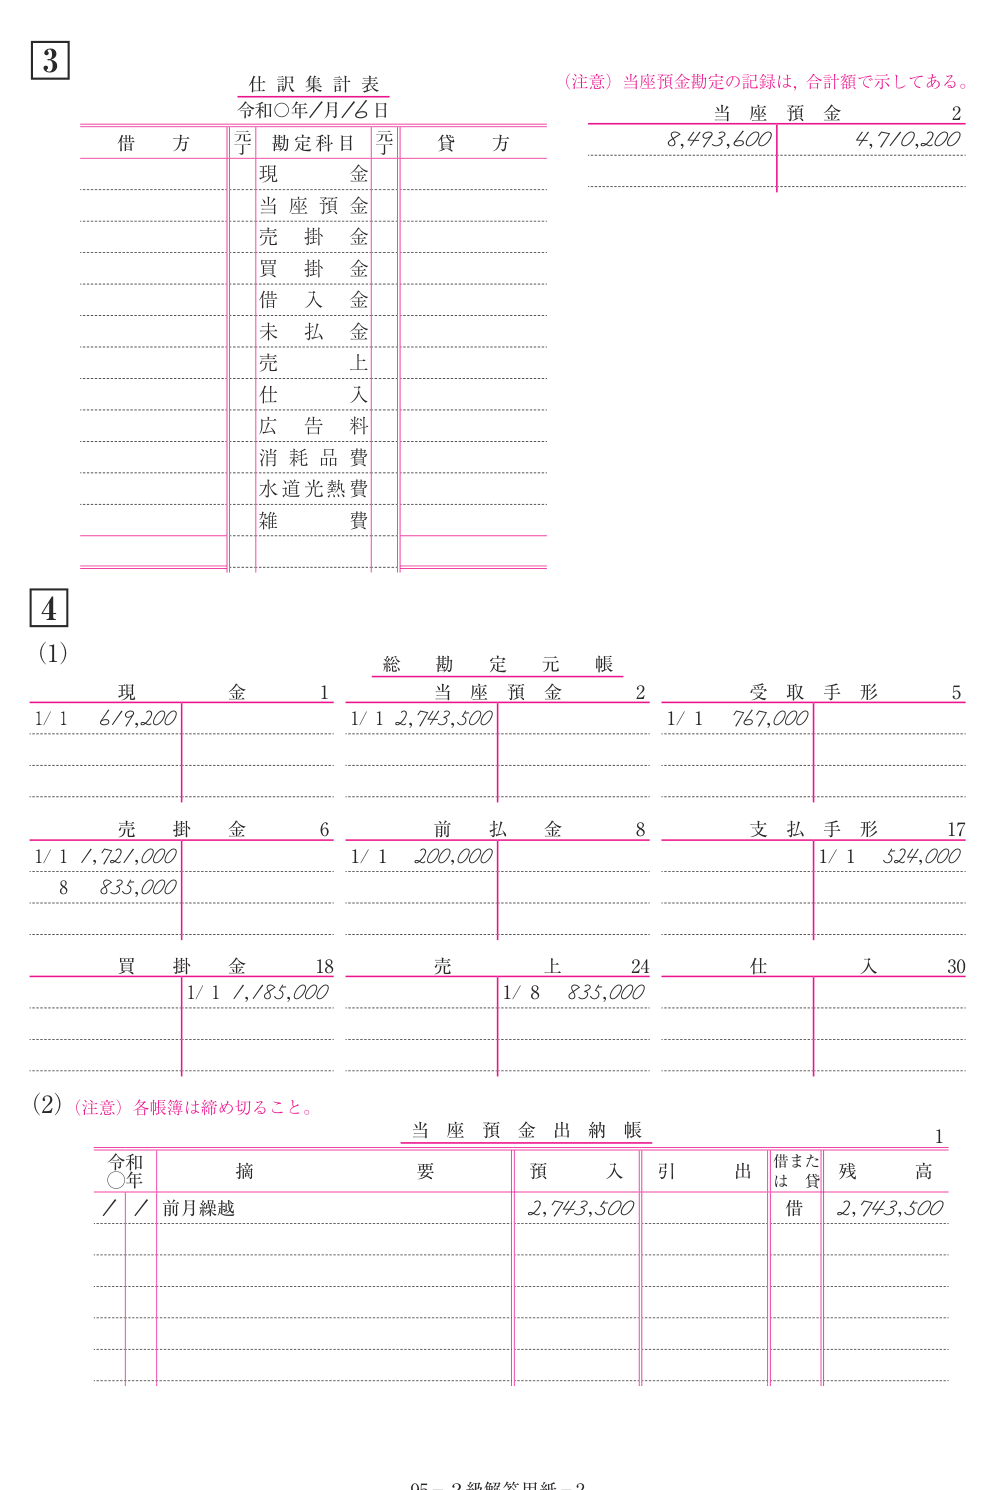 3
仕訳集計表
令和○年1月16日
借方 元丁 勘定科目 元丁 貸方
現金
当座預金
売掛金
買掛金
借入金
未払金
売上
仕入
広告料
消耗品費
水道光熱費
雑費
（注意）当座預金勘定の記録は，合計額で示してある。
当座預金 2
8,493,600 4,710,200
4
(1)
総勘定元帳
現金 1 当座預金 2 受取手形 5
1/ 1 619,200 1/ 1 2,743,500 1/ 1 767,000
売掛金 6 前払金 8 支払手形 17
1/ 1 1,721,000 1/ 1 200,000 1/ 1 524,000
8 835,000
買掛金 18 売上 24 仕入 30
1/ 1 1,185,000 1/ 8 835,000
(2)（注意）各帳簿は締め切ること。
当座預金出納帳 1
令和○年 摘要 預入 引出 借または貸 残高
1 1 前月繰越 2,743,500 借 2,743,500